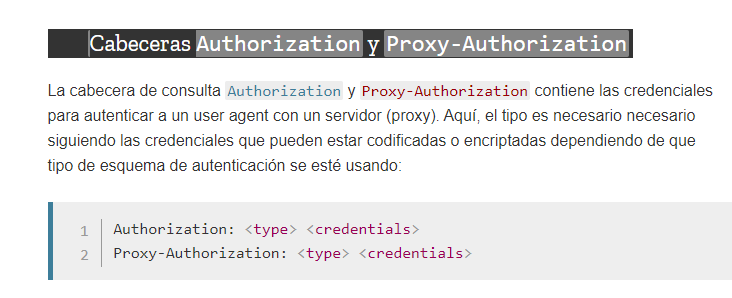 Cabeceras Authorization y Proxy-Authorization
La cabecera de consulta Authorization y Proxy-Authorization contiene las credenciales
para autenticar a un user agent con un servidor (proxy). Aquí, el tipo es necesario necesario
siguiendo las credenciales que pueden estar codificadas o encriptadas dependiendo de que
tipo de esquema de autenticación se esté usando:
1 Authorization: <type> <credentials>
2 Proxy-Authorization: <type> <credentials>